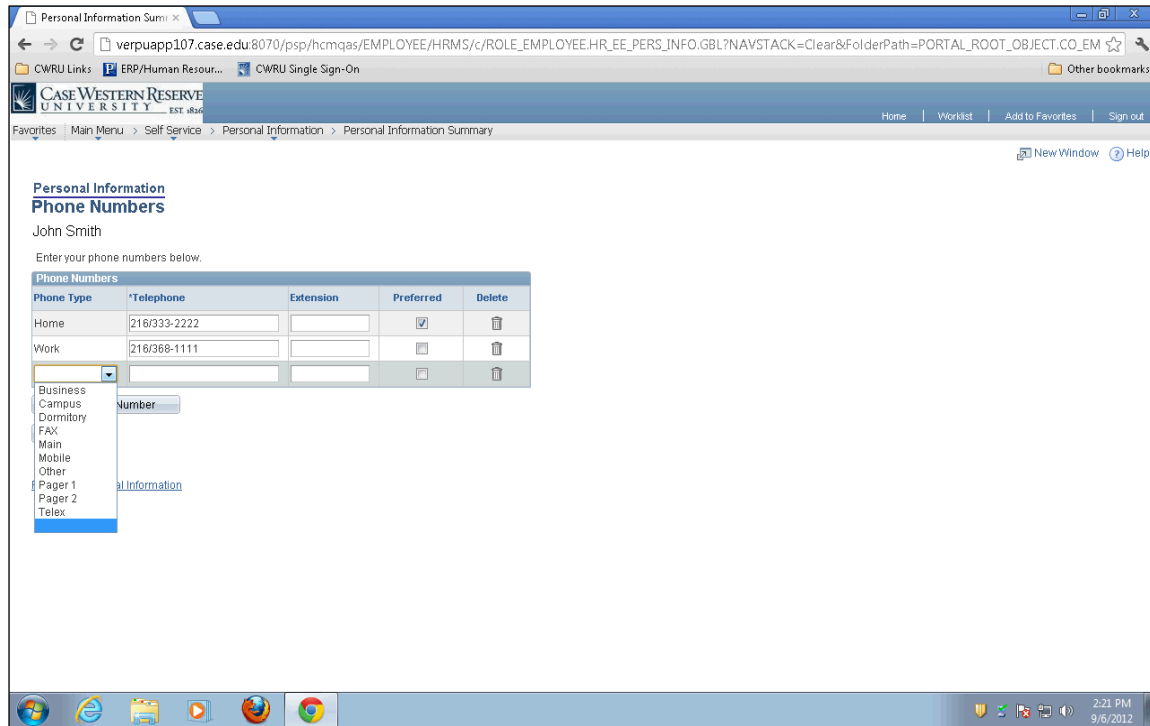 Personal Information Sum
verpuapp107.case.edu:8070/psp/hcmqas/EMPLOYEE/HRMS/c/ROLE_EMPLOYEE.HR_EE_PERS_INFO.GBL?NAVSTACK=Clear&FolderPath=PORTAL_ROOT_OBJECT.CO_EM
CWRU Links ERP/Human Resour... CWRU Single Sign-On Other bookmarks
CASE WESTERN RESERVE
UNIVERSITY EST. 1826
Home | Worklist | Add to Favorites | Sign out
Favorites Main Menu > Self Service > Personal Information > Personal Information Summary
New Window ? Help
Personal Information
Phone Numbers
John Smith
Enter your phone numbers below.
Phone Numbers
Phone Type *Telephone Extension Preferred Delete
Home 216/333-2222
Work 216/368-1111
Business
Campus Number
Dormitory
FAX
Main
Mobile
Other
Pager 1 al Information
Pager 2
Telex
2:21 PM
9/6/2012